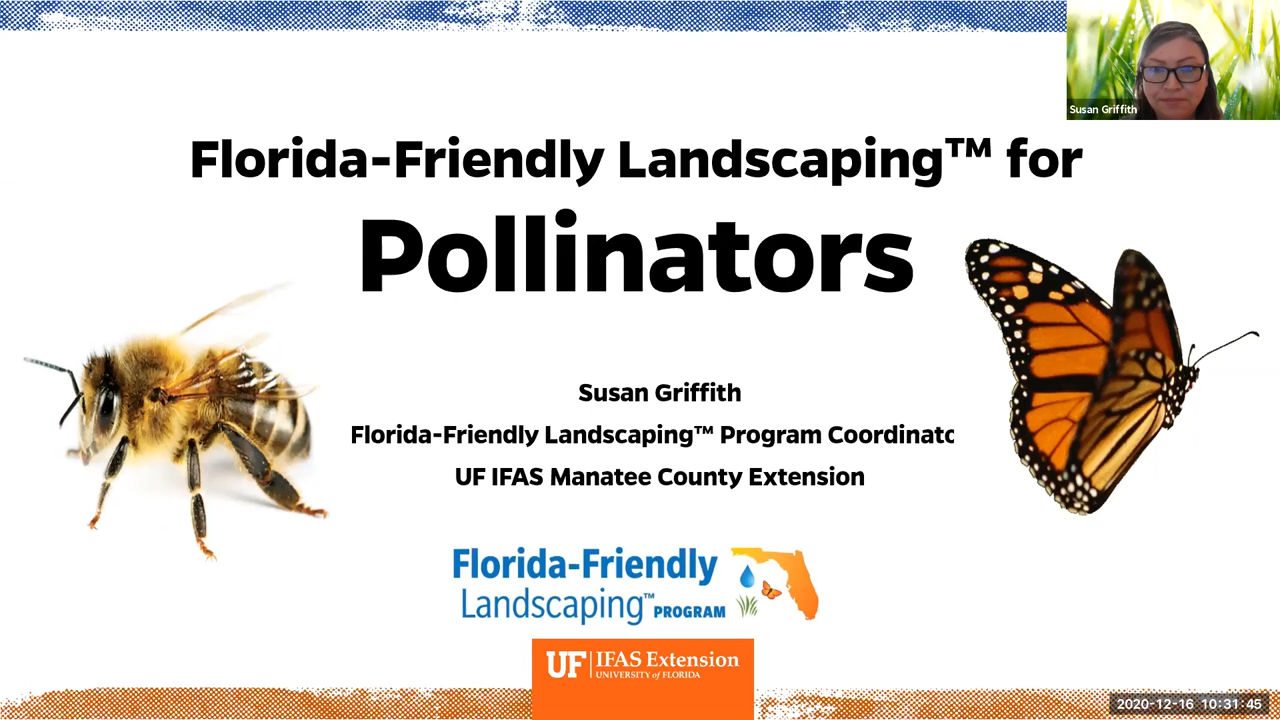 Susan Griffith
Florida-Friendly Landscaping™ for
Pollinators
Susan Griffith
Florida-Friendly Landscaping™ Program Coordinatc
UF IFAS Manatee County Extension
Florida-Friendly
Landscaping™ PROGRAM
UF IFAS Extension
UNIVERSITY of FLORIDA
2020-12-16 10:31:45